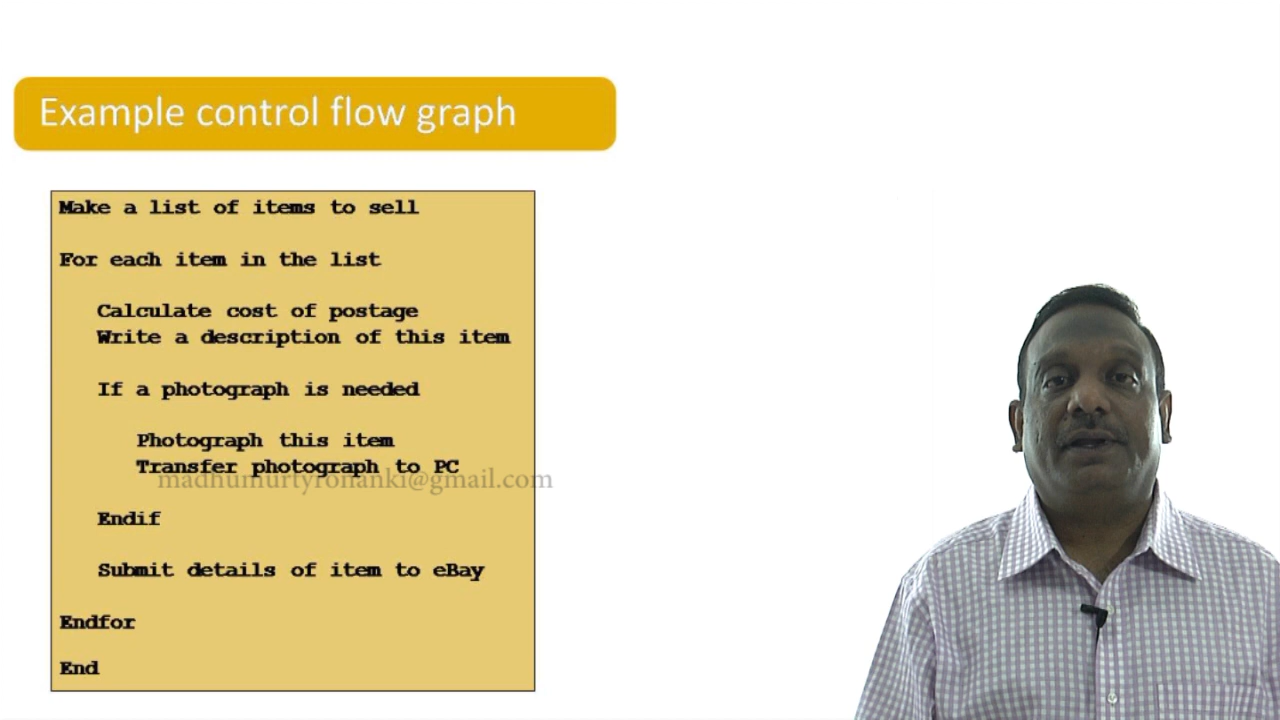 Example control flow graph
Make a list of items to sell
For each item in the list
Calculate cost of postage
Write a description of this item
If a photograph is needed
Photograph this item
Transfer photograph to PC
madhumurtyronanki@gmail.com
Endif
Submit details of item to eBay
Endfor
End